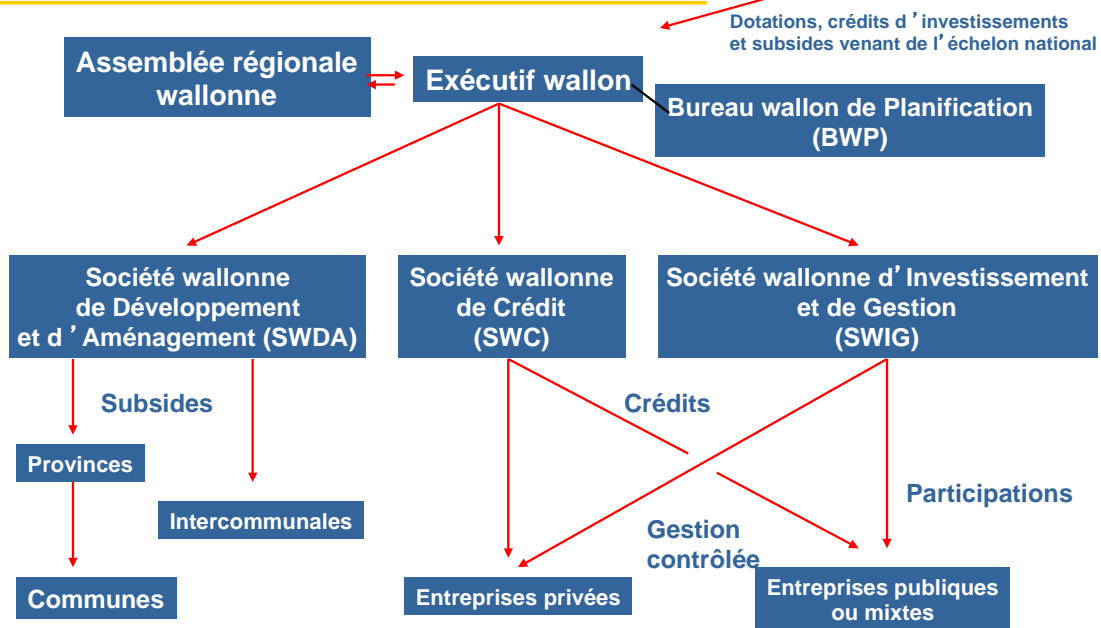 Dotations, crédits d’investissements
et subsides venant de l’échelon national
Assemblée régionale
wallonne
Exécutif wallon
Bureau wallon de Planification
(BWP)
Société wallonne
de Développement
et d’Aménagement (SWDA)
Société wallonne
de Crédit
(SWC)
Société wallonne d’Investissement
et de Gestion
(SWIG)
Subsides
Crédits
Provinces
Participations
Intercommunales
Gestion
contrôlée
Communes
Entreprises privées
Entreprises publiques
ou mixtes